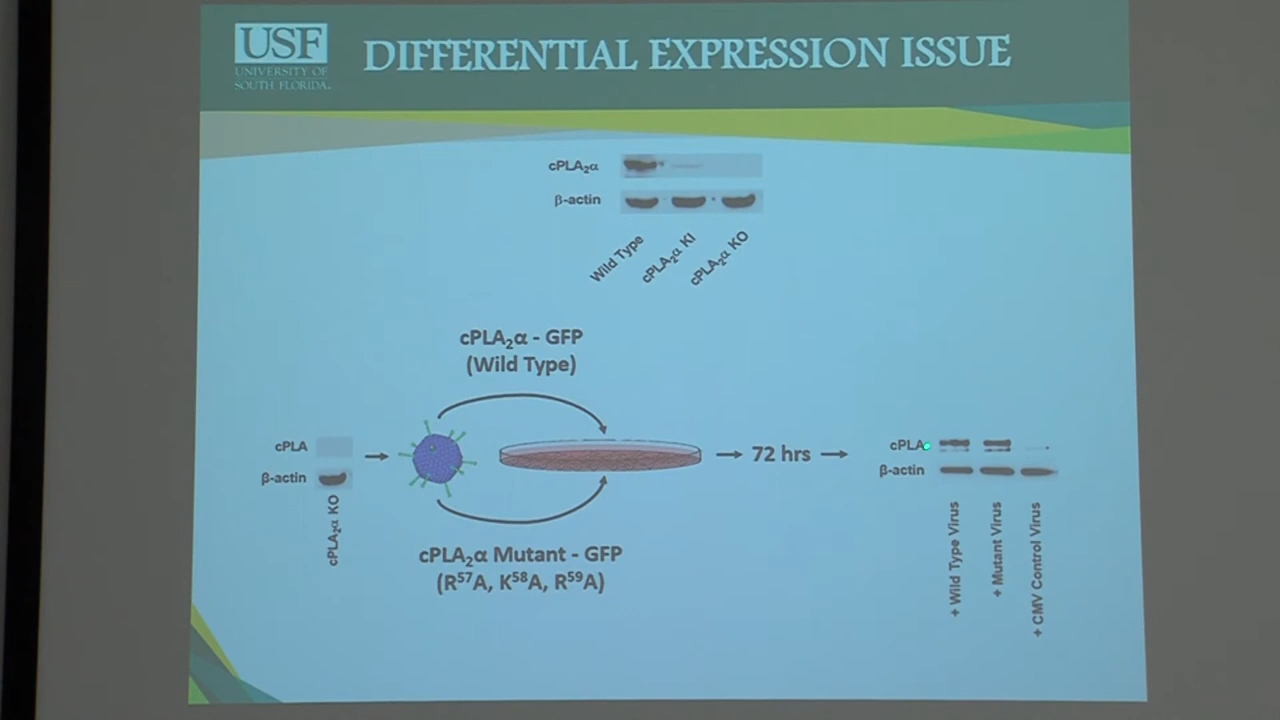 USF
UNIVERSITY OF
SOUTH FLORIDA.
DIFFERENTIAL EXPRESSION ISSUE
cPLA₂α
β-actin
Wild Type
cPLA₂α KI
cPLA₂α KO
cPLA₂α - GFP
(Wild Type)
cPLA
β-actin
cPLA₂α KO
72 hrs
cPLA₂α Mutant - GFP
(R⁵⁷A, K⁵⁸A, R⁵⁹A)
cPLA
β-actin
+ Wild Type Virus
+ Mutant Virus
+ CMV Control Virus